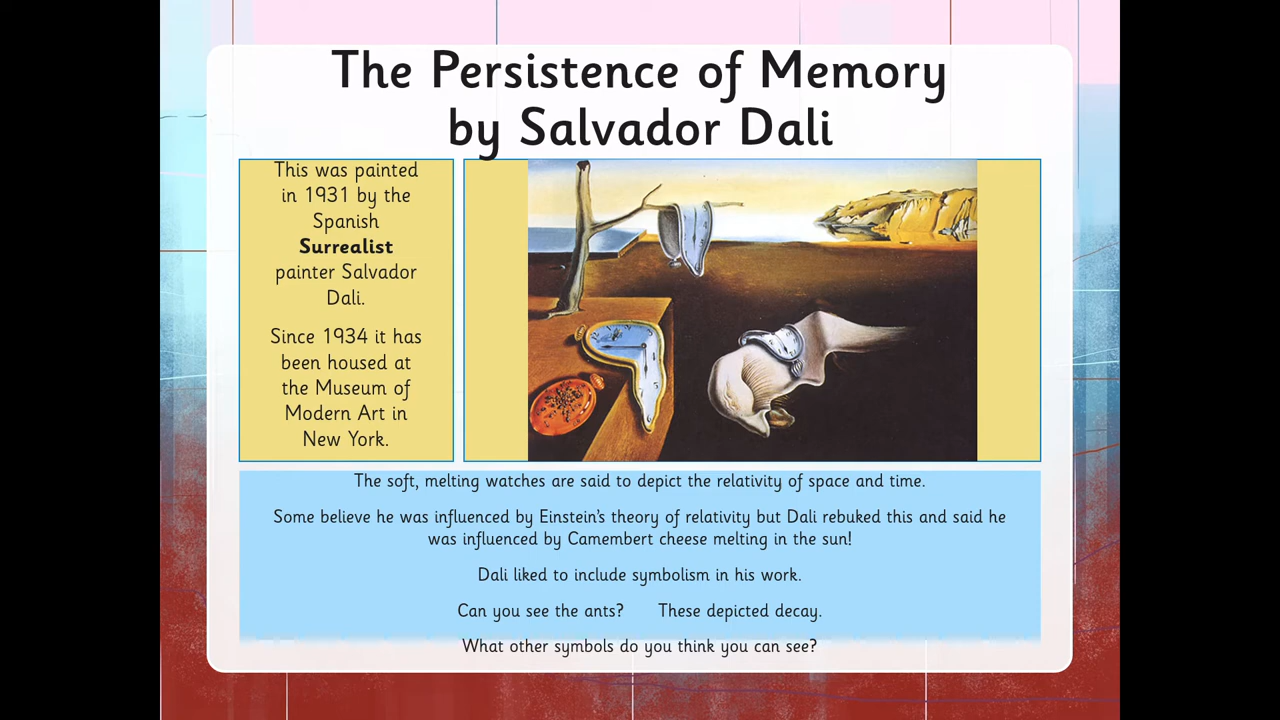 The Persistence of Memory
by Salvador Dali
This was painted
in 1931 by the
Spanish
Surrealist
painter Salvador
Dali.
Since 1934 it has
been housed at
the Museum of
Modern Art in
New York.
The soft, melting watches are said to depict the relativity of space and time.
Some believe he was influenced by Einstein's theory of relativity but Dali rebuked this and said he
was influenced by Camembert cheese melting in the sun!
Dali liked to include symbolism in his work.
Can you see the ants? These depicted decay.
What other symbols do you think you can see?